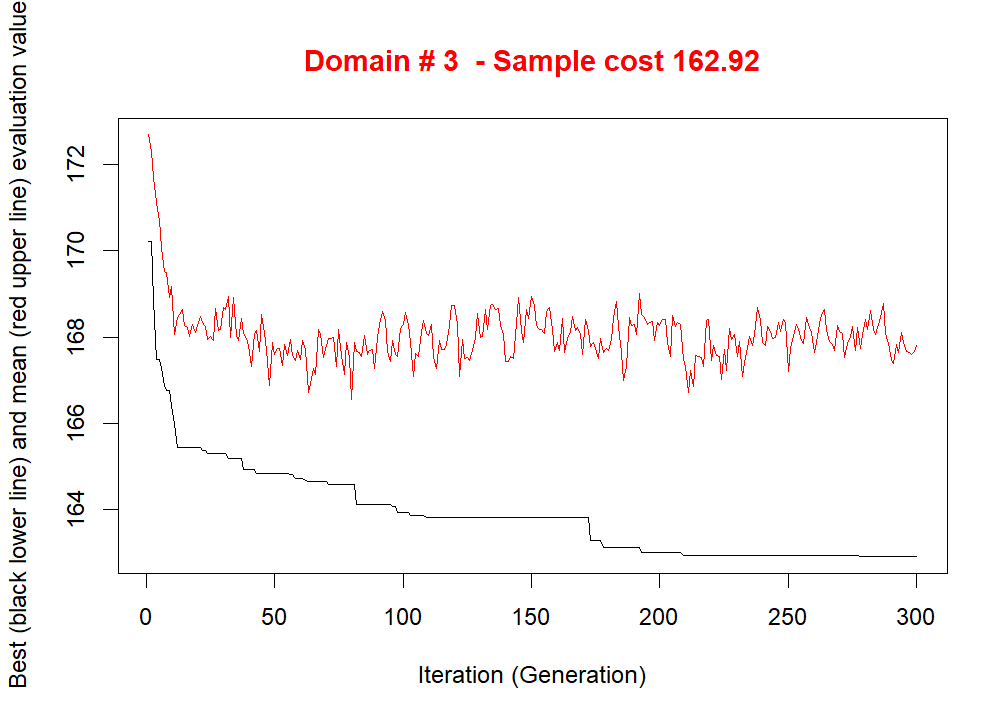 Domain # 3  - Sample cost 162.92
Best (black lower line) and mean (red upper line) evaluation value
172
170
168
166
164
0 50 100 150 200 250 300
Iteration (Generation)